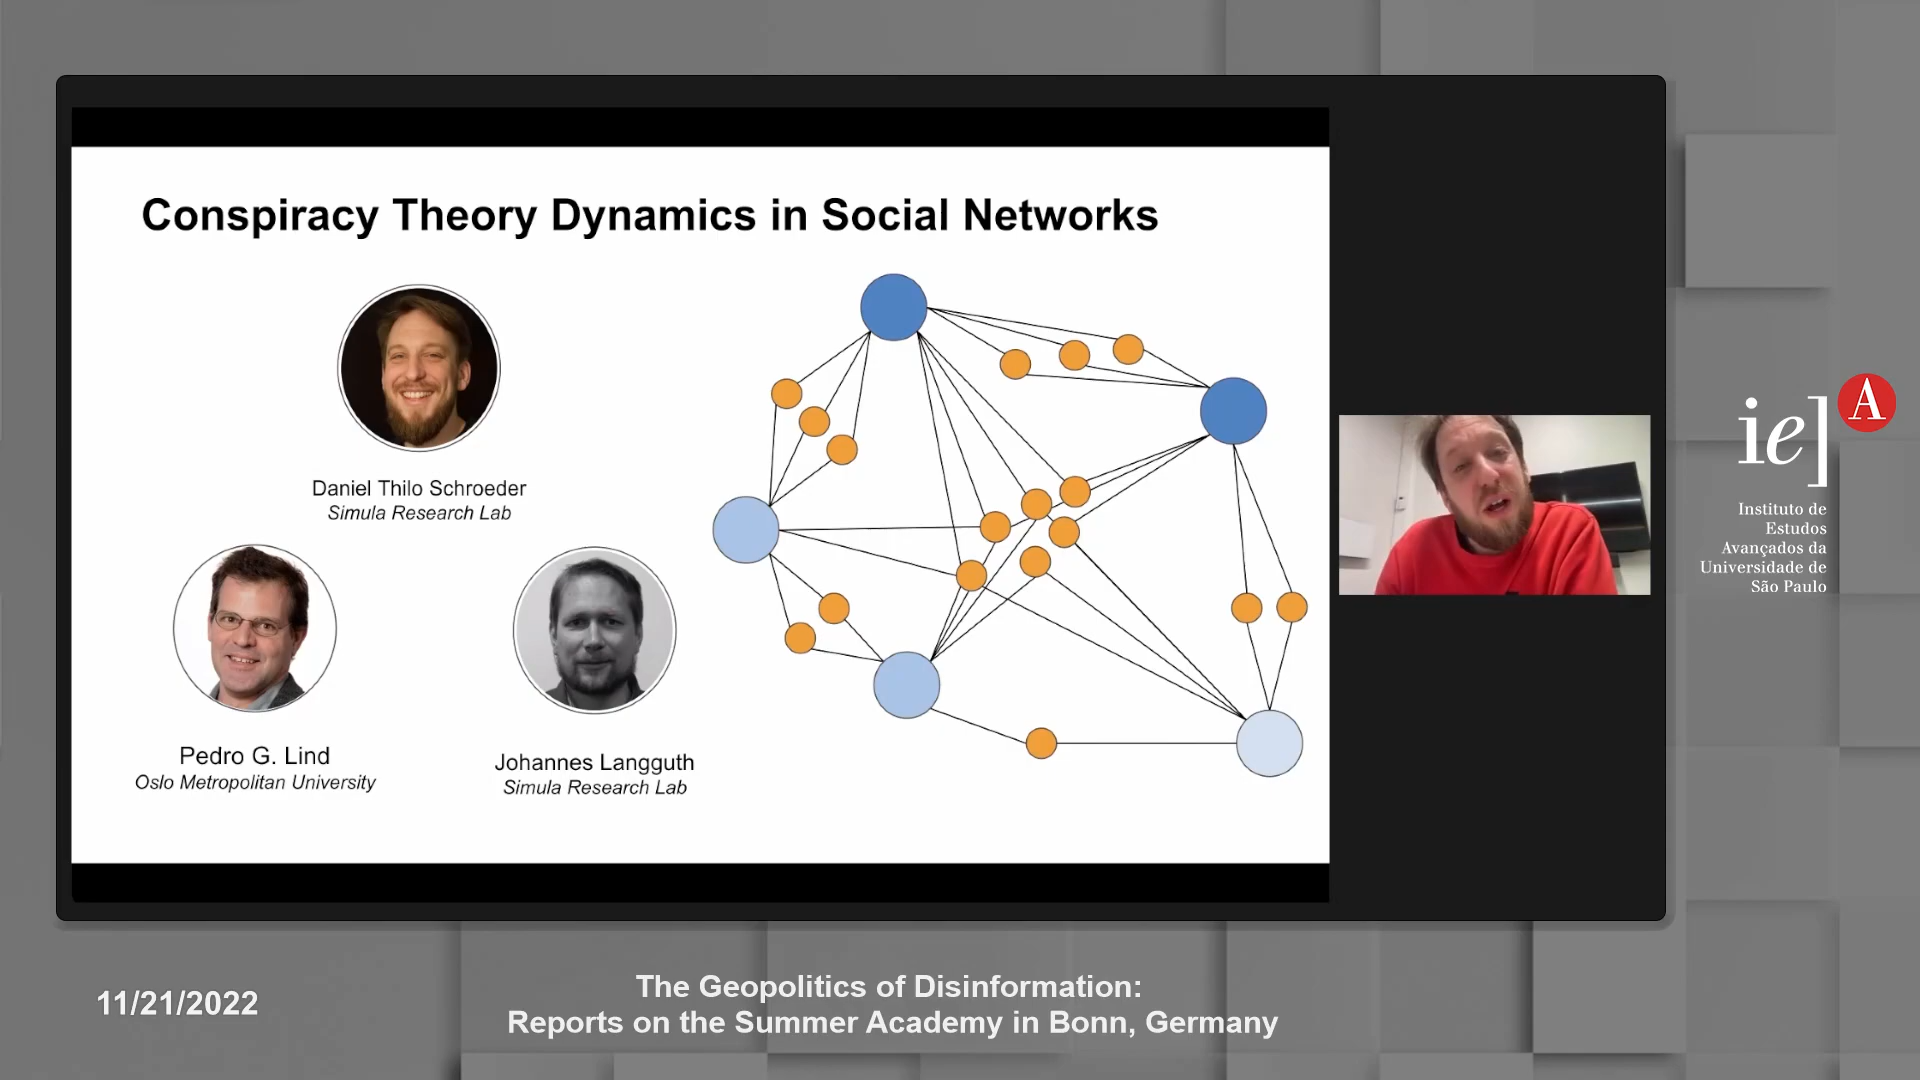 Conspiracy Theory Dynamics in Social Networks
Daniel Thilo Schroeder
Simula Research Lab
Pedro G. Lind
Oslo Metropolitan University
Johannes Langguth
Simula Research Lab
ie]
A
Instituto de
Estudos
Avançados da
Universidade de
São Paulo
11/21/2022
The Geopolitics of Disinformation:
Reports on the Summer Academy in Bonn, Germany